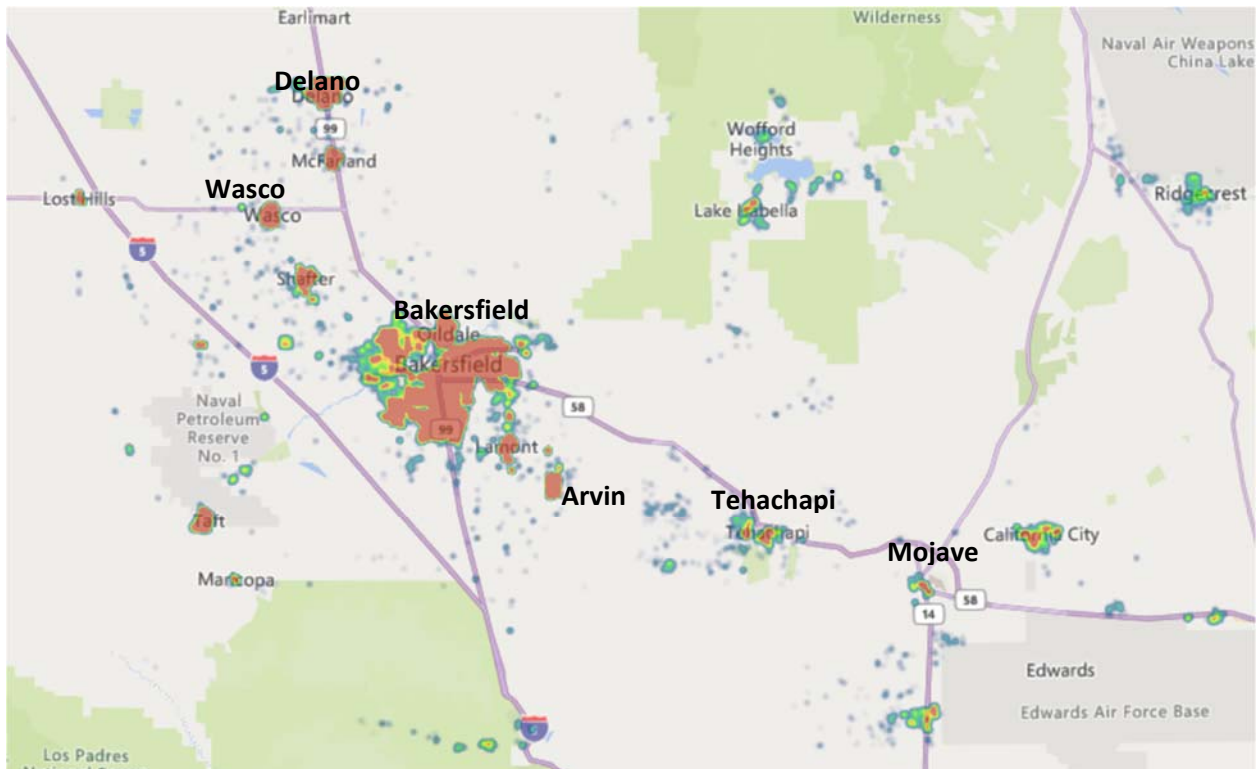 Earlimart
Wilderness
Naval Air Weapons
China Lake
Delano
Delano
99
McFarland
Wofford
Heights
Lost Hills
Wasco
Wasco
Lake Isabella
Ridgecrest
5
Shafter
Bakersfield
Oildale
Bakersfield
5
Naval
Petroleum
Reserve
No. 1
58
99
Lamont
Arvin
Tehachapi
Tehachapi
Taft
Mojave
California City
Maricopa
58
14
Edwards
Edwards Air Force Base
5
Los Padres